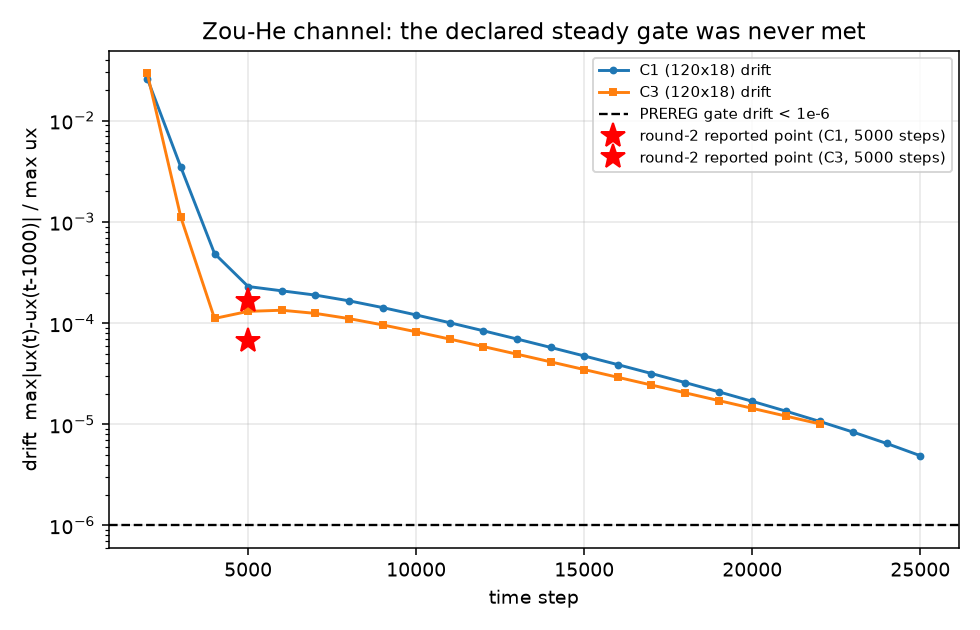 Zou-He channel: the declared steady gate was never met
C1 (120x18) drift
C3 (120x18) drift
PREREG gate drift < 1e-6
round-2 reported point (C1, 5000 steps)
round-2 reported point (C3, 5000 steps)
drift  max|ux(t)-ux(t-1000)| / max ux
10⁻²
10⁻³
10⁻⁴
10⁻⁵
10⁻⁶
5000 10000 15000 20000 25000
time step